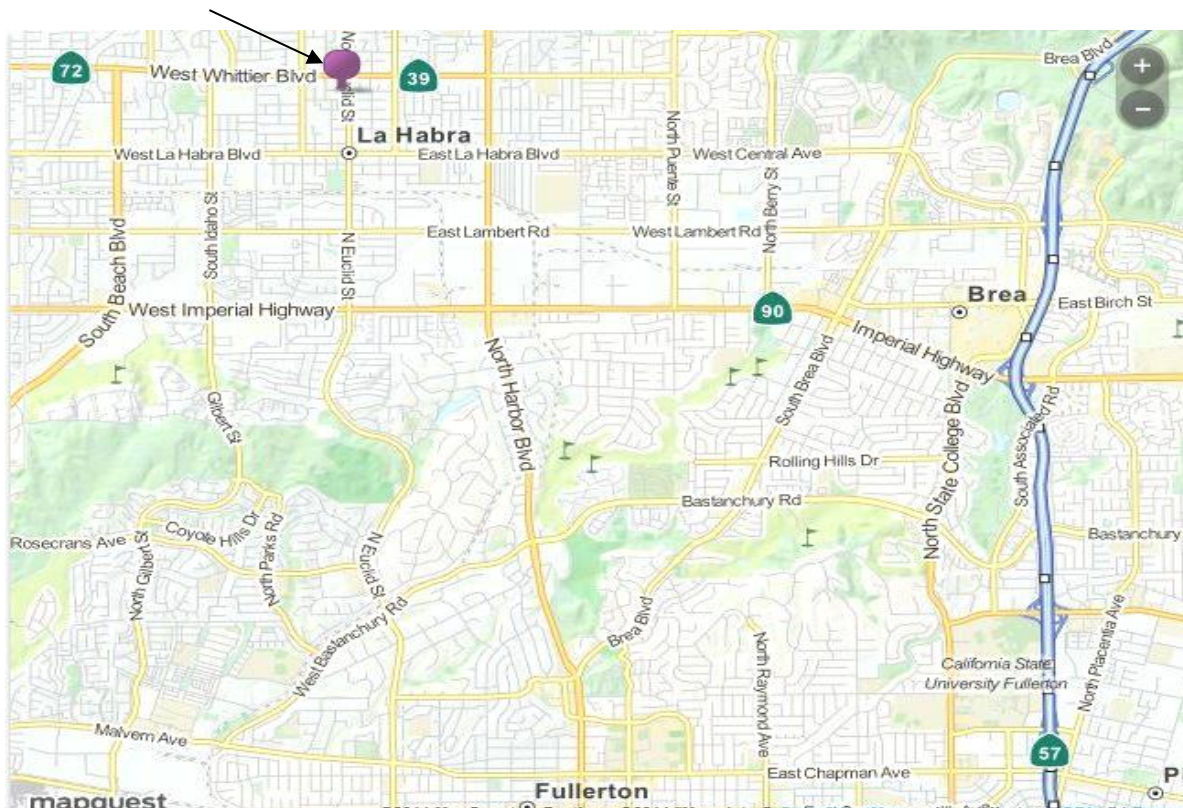 Brea Blvd
72
West Whittier Blvd
39
La Habra
West La Habra Blvd
East La Habra Blvd
North Puente St
West Central Ave
South Idaho St
North Berry St
East Lambert Rd
West Lambert Rd
South Beach Blvd
N Euclid St
West Imperial Highway
90
Brea
East Birch St
Imperial Highway
North Harbor Blvd
South Brea Blvd
Gilbert St
North State College Blvd
South Associated Rd
Rolling Hills Dr
Bastanchury Rd
Rosecrans Ave
Coyote Hills Dr
North Parks Rd
North Gilbert St
N Euclid St
Bastanchury
West Bastanchury Rd
Brea Blvd
North Raymond Ave
North Placentia Ave
California State
University Fullerton
Malvern Ave
57
East Chapman Ave
Fullerton
mapquest